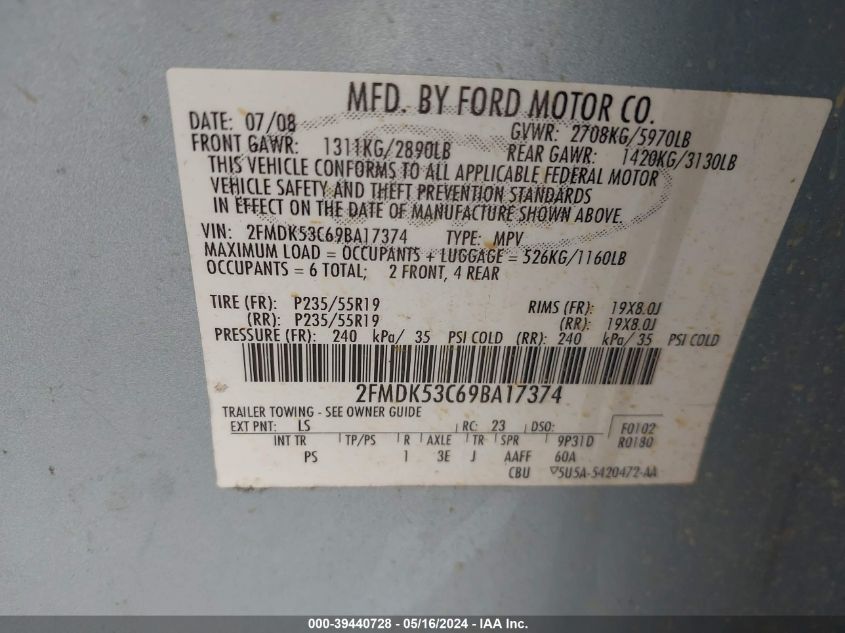 MFD. BY FORD MOTOR CO.
DATE: 07/08 GVWR: 2708KG/5970LB
FRONT GAWR: 1311KG/2890LB REAR GAWR: 1420KG/3130LB
THIS VEHICLE CONFORMS TO ALL APPLICABLE FEDERAL MOTOR
VEHICLE SAFETY AND THEFT PREVENTION STANDARDS
IN EFFECT ON THE DATE OF MANUFACTURE SHOWN ABOVE.
VIN: 2FMDK53C69BA17374 TYPE: MPV
MAXIMUM LOAD = OCCUPANTS + LUGGAGE = 526KG/1160LB
OCCUPANTS = 6 TOTAL; 2 FRONT, 4 REAR
TIRE (FR): P235/55R19 RIMS (FR): 19X8.0J
(RR): P235/55R19 (RR): 19X8.0J
PRESSURE (FR): 240 kPa/ 35 PSI COLD (RR): 240 kPa/ 35 PSI COLD
2FMDK53C69BA17374
TRAILER TOWING - SEE OWNER GUIDE
EXT PNT: LS RC: 23 DSO: F0102
INT TR TP/PS R AXLE TR SPR 9P31D R0180
PS 1 3E J AAFF 60A
CBU 5U5A-5420472-AA
000-39440728 - 05/16/2024 - IAA Inc.